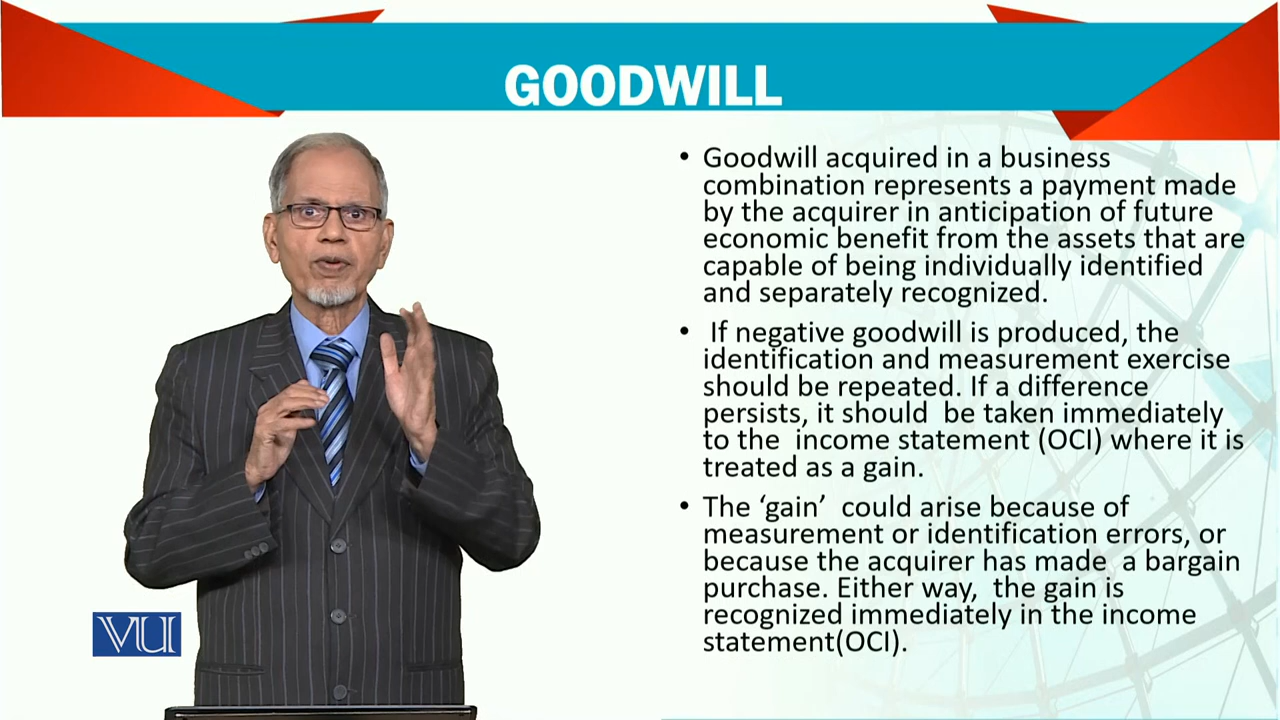 GOODWILL
• Goodwill acquired in a business
combination represents a payment made
by the acquirer in anticipation of future
economic benefit from the assets that are
capable of being individually identified
and separately recognized.
• If negative goodwill is produced, the
identification and measurement exercise
should be repeated. If a difference
persists, it should be taken immediately
to the income statement (OCI) where it is
treated as a gain.
• The ‘gain’ could arise because of
measurement or identification errors, or
because the acquirer has made a bargain
purchase. Either way, the gain is
recognized immediately in the income
statement(OCI).
VU